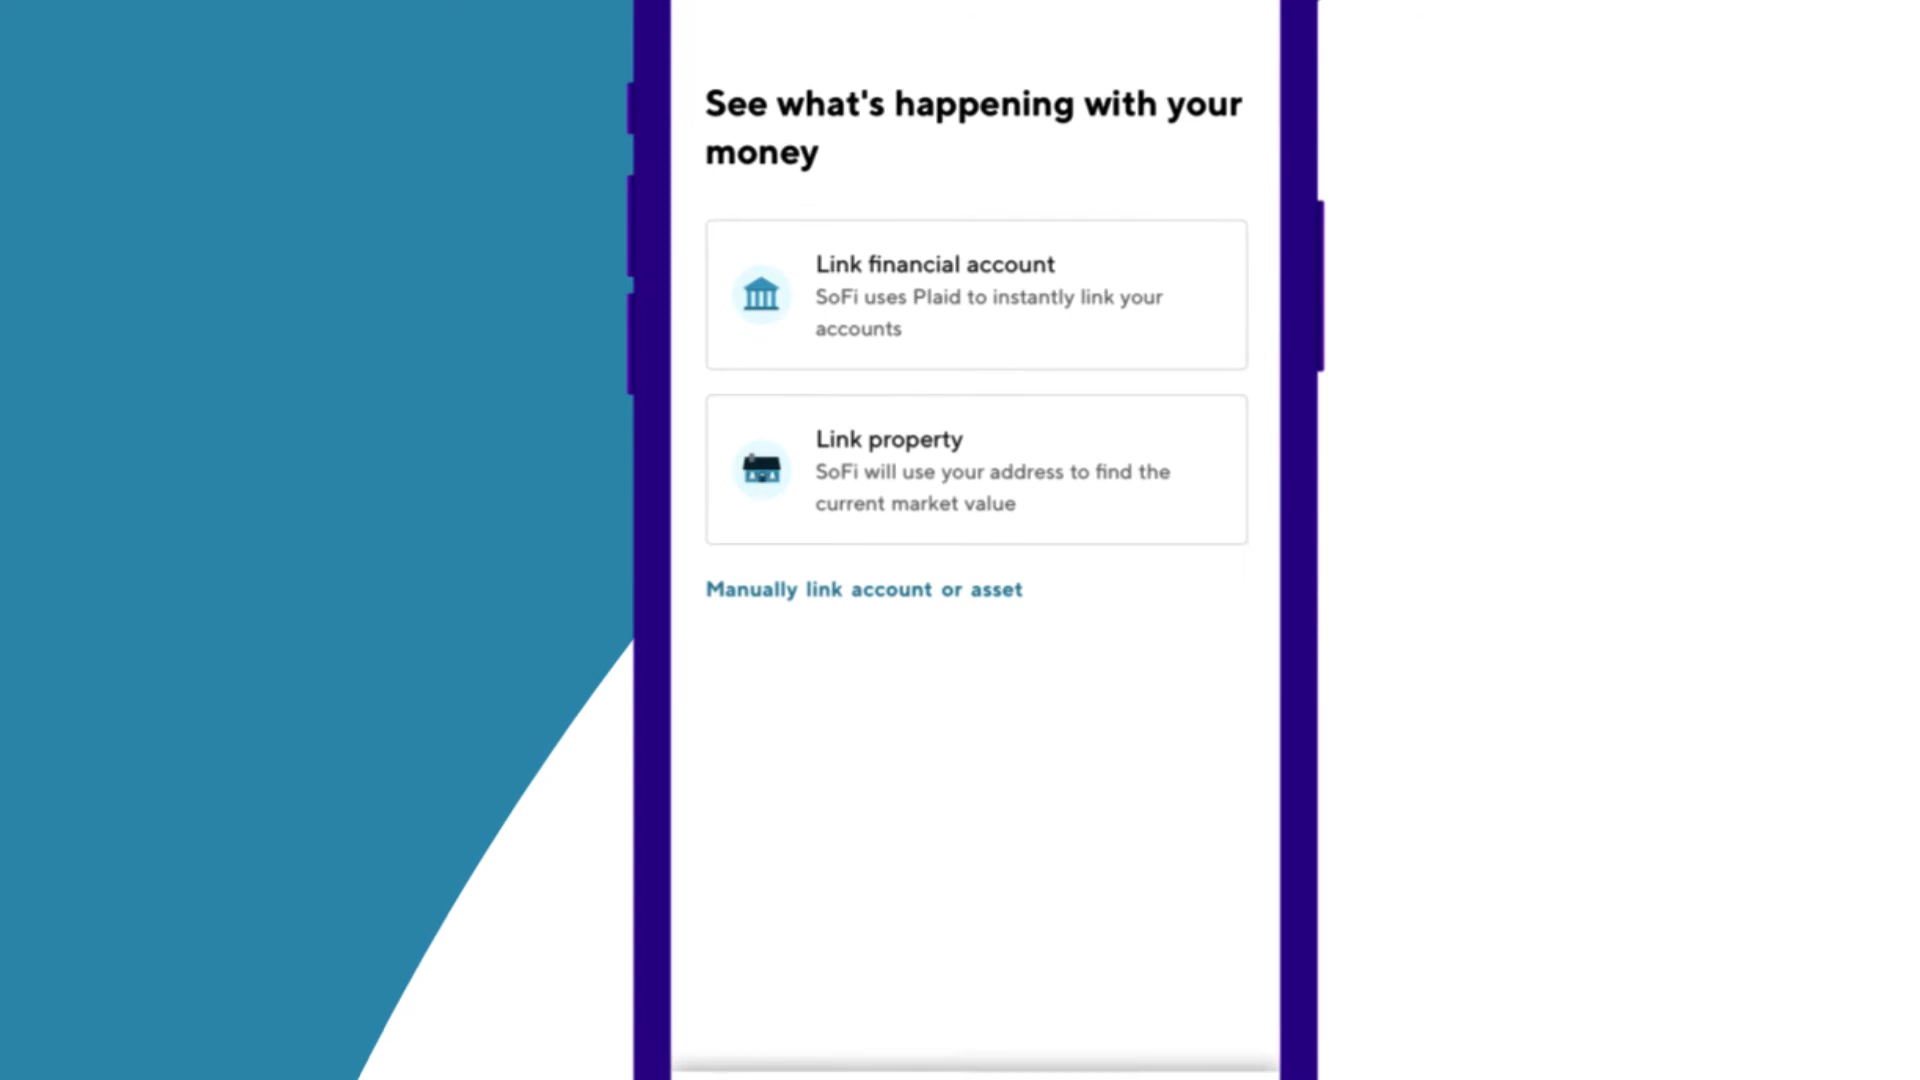 See what's happening with your
money
Link financial account
SoFi uses Plaid to instantly link your
accounts
Link property
SoFi will use your address to find the
current market value
Manually link account or asset